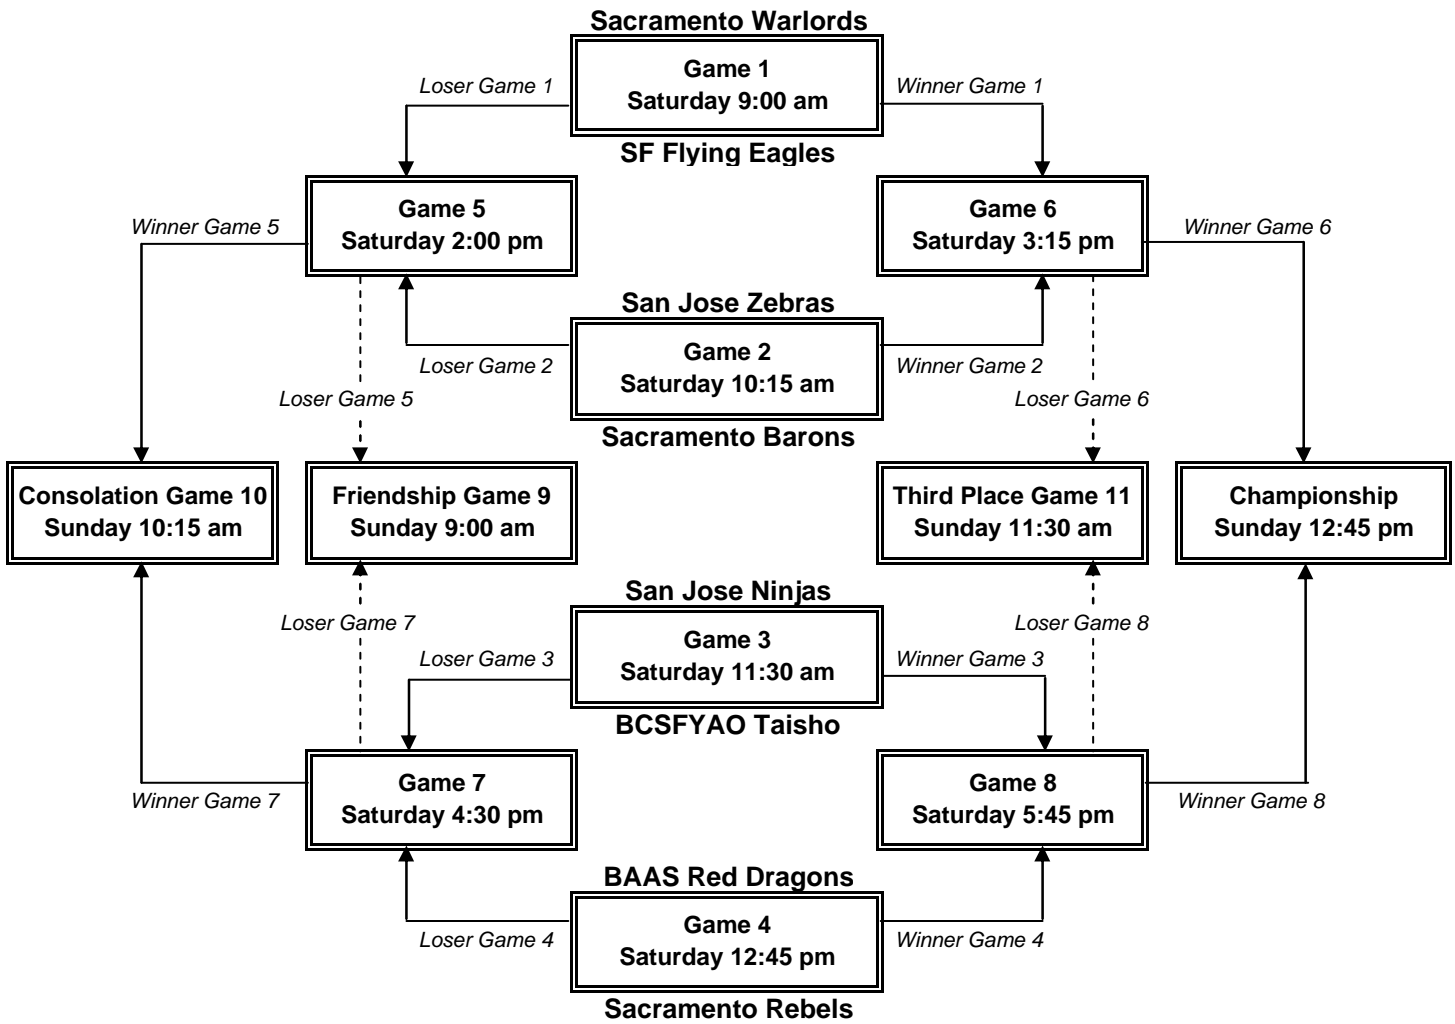 Sacramento Warlords
Loser Game 1
Game 1
Saturday 9:00 am
Winner Game 1
SF Flying Eagles
Winner Game 5
Game 5
Saturday 2:00 pm
Game 6
Saturday 3:15 pm
Winner Game 6
San Jose Zebras
Loser Game 2
Game 2
Saturday 10:15 am
Winner Game 2
Loser Game 5
Loser Game 6
Sacramento Barons
Consolation Game 10
Sunday 10:15 am
Friendship Game 9
Sunday 9:00 am
Third Place Game 11
Sunday 11:30 am
Championship
Sunday 12:45 pm
San Jose Ninjas
Loser Game 7
Loser Game 8
Loser Game 3
Game 3
Saturday 11:30 am
Winner Game 3
BCSFYAO Taisho
Winner Game 7
Game 7
Saturday 4:30 pm
Game 8
Saturday 5:45 pm
Winner Game 8
BAAS Red Dragons
Loser Game 4
Game 4
Saturday 12:45 pm
Winner Game 4
Sacramento Rebels